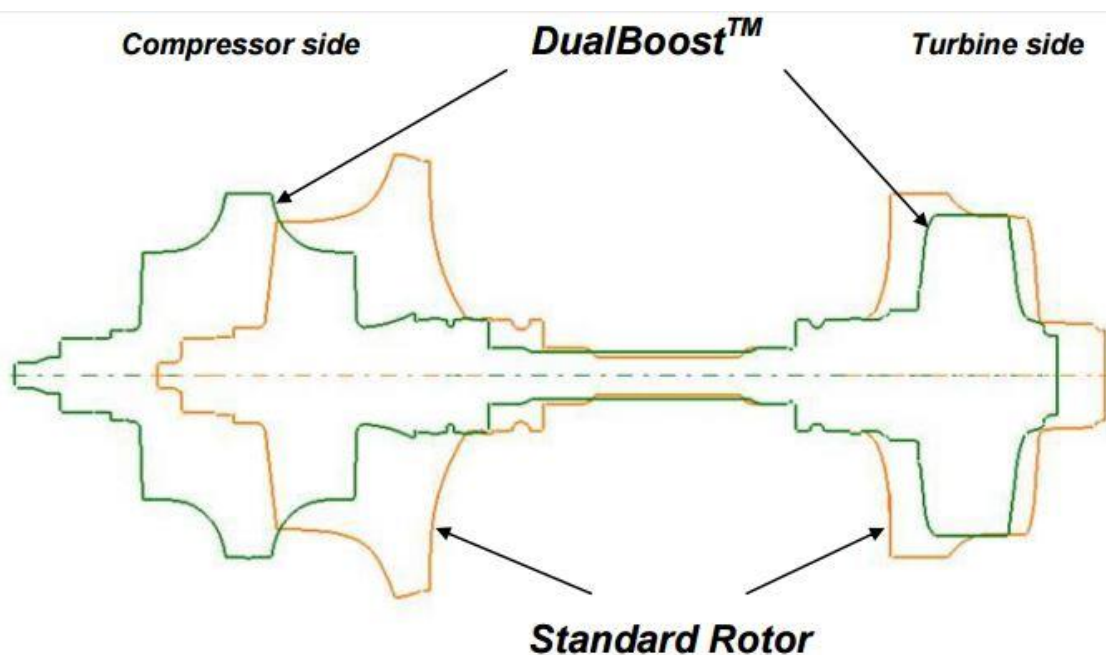 Compressor side
DualBoost™
Turbine side
Standard Rotor